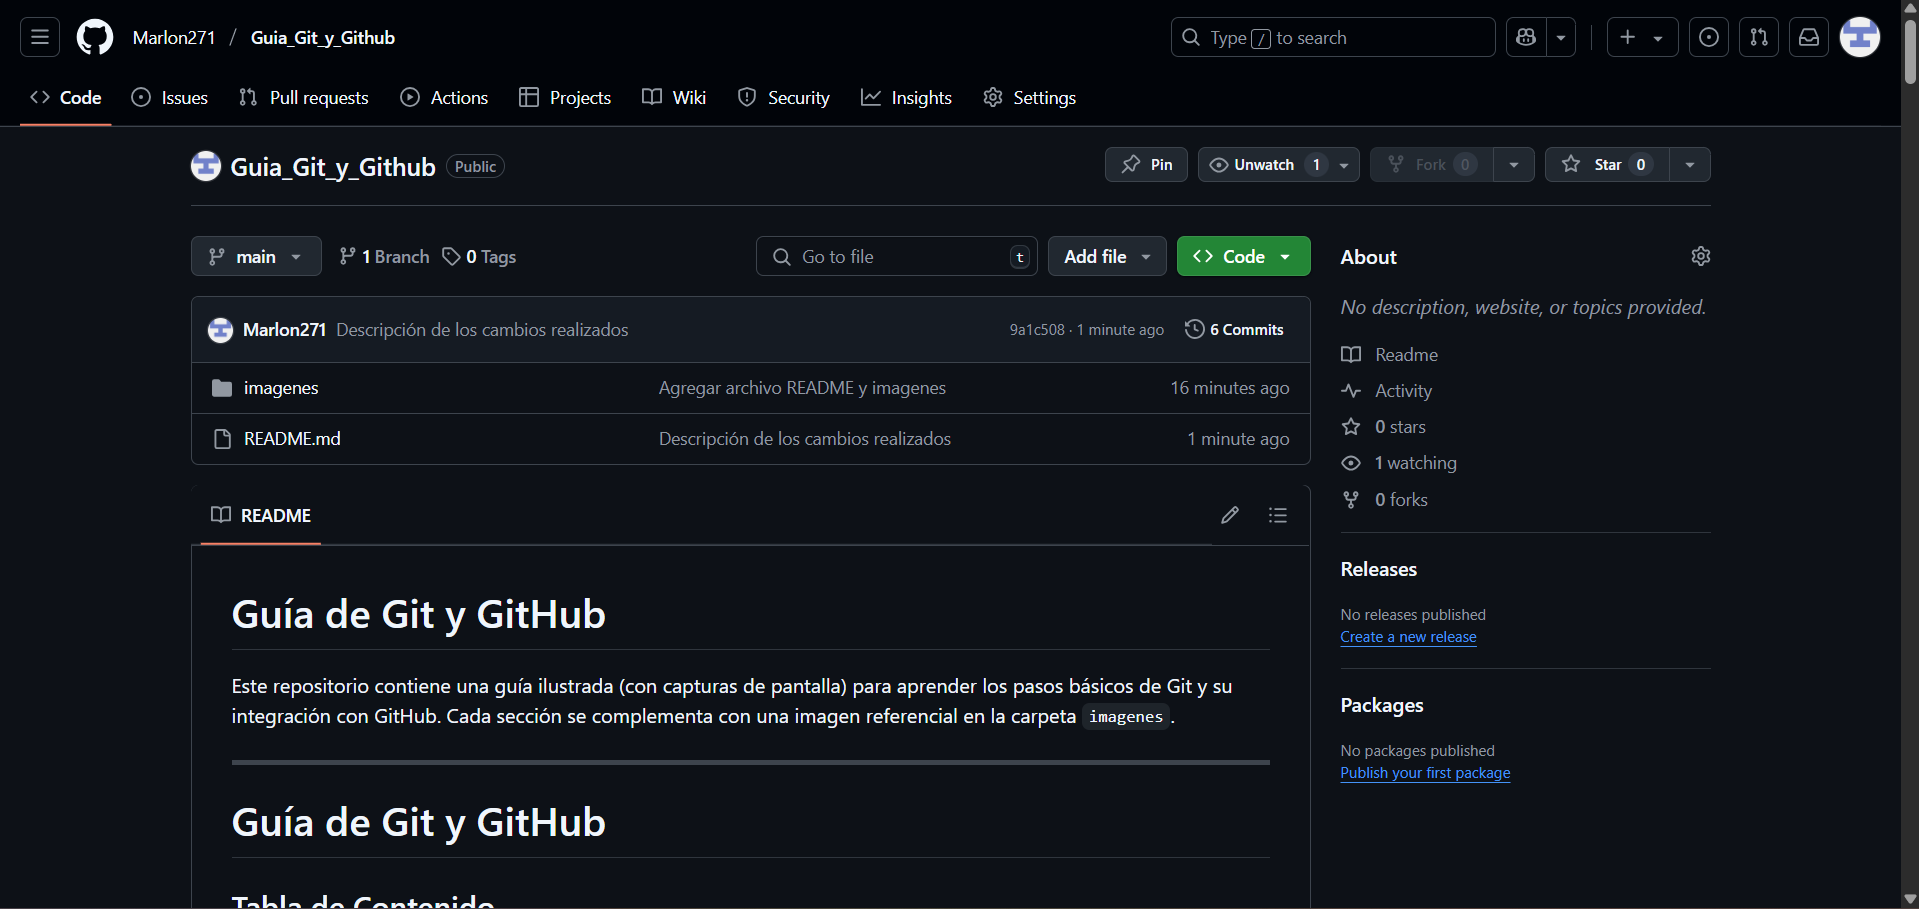 Marlon271 / Guia_Git_y_Github
Type / to search
Code Issues Pull requests Actions Projects Wiki Security Insights Settings
Guia_Git_y_Github Public
Pin Unwatch 1 Fork 0 Star 0
main 1 Branch 0 Tags Go to file t Add file Code
Marlon271 Descripción de los cambios realizados 9a1c508 · 1 minute ago 6 Commits
imagenes Agregar archivo README y imagenes 16 minutes ago
README.md Descripción de los cambios realizados 1 minute ago
README
Guía de Git y GitHub
Este repositorio contiene una guía ilustrada (con capturas de pantalla) para aprender los pasos básicos de Git y su
integración con GitHub. Cada sección se complementa con una imagen referencial en la carpeta imagenes.
Guía de Git y GitHub
Tabla de Contenido
About
No description, website, or topics provided.
Readme
Activity
0 stars
1 watching
0 forks
Releases
No releases published
Create a new release
Packages
No packages published
Publish your first package